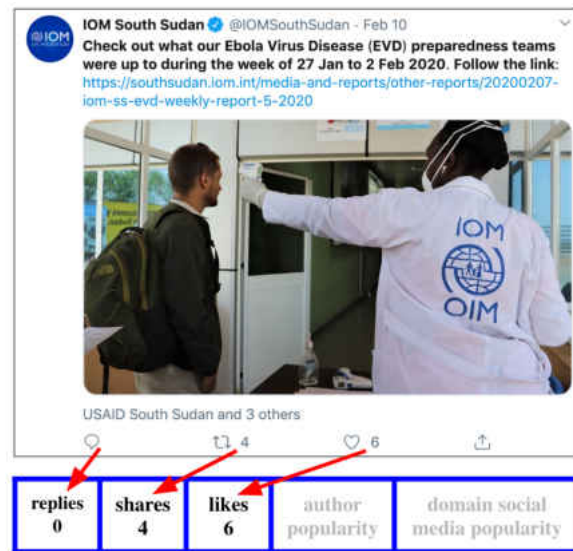 IOM South Sudan @IOMSouthSudan · Feb 10
Check out what our Ebola Virus Disease (EVD) preparedness teams
were up to during the week of 27 Jan to 2 Feb 2020. Follow the link:
https://southsudan.iom.int/media-and-reports/other-reports/20200207-
iom-ss-evd-weekly-report-5-2020
IOM
IOM
OIM
USAID South Sudan and 3 others
4 6
replies shares likes author domain social
0 4 6 popularity media popularity